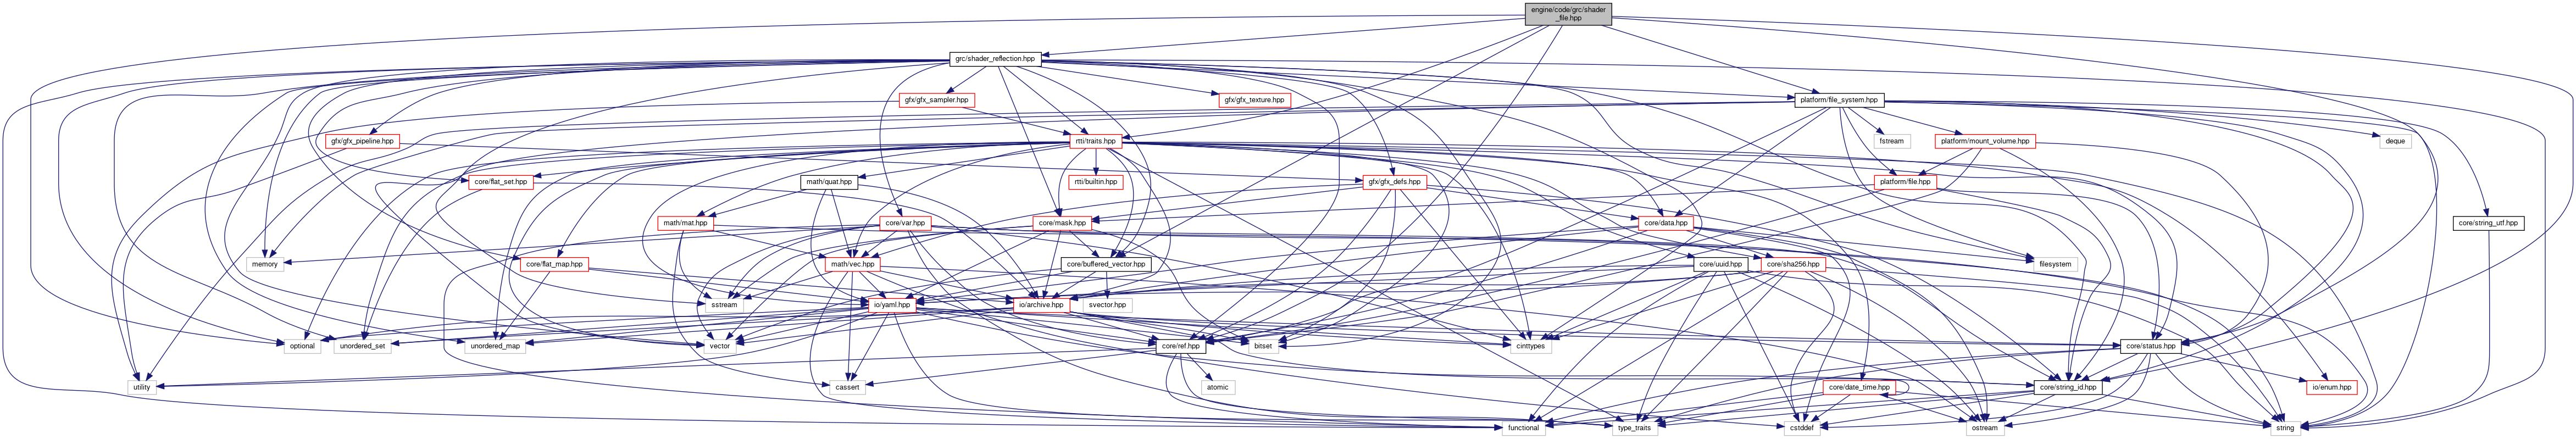 engine/code/grc/shader
_file.hpp
grc/shader_reflection.hpp
gfx/gfx_sampler.hpp
gfx/gfx_texture.hpp
platform/file_system.hpp
gfx/gfx_pipeline.hpp
rtti/traits.hpp
fstream
platform/mount_volume.hpp
deque
core/flat_set.hpp
math/quat.hpp
rtti/builtin.hpp
gfx/gfx_defs.hpp
platform/file.hpp
math/mat.hpp
core/var.hpp
core/mask.hpp
core/data.hpp
core/string_utf.hpp
memory
core/flat_map.hpp
math/vec.hpp
core/buffered_vector.hpp
core/uuid.hpp
core/sha256.hpp
filesystem
sstream
io/yaml.hpp
io/archive.hpp
svector.hpp
optional
unordered_set
unordered_map
vector
core/ref.hpp
bitset
cinttypes
core/status.hpp
utility
cassert
atomic
core/date_time.hpp
core/string_id.hpp
io/enum.hpp
functional
type_traits
cstddef
ostream
string